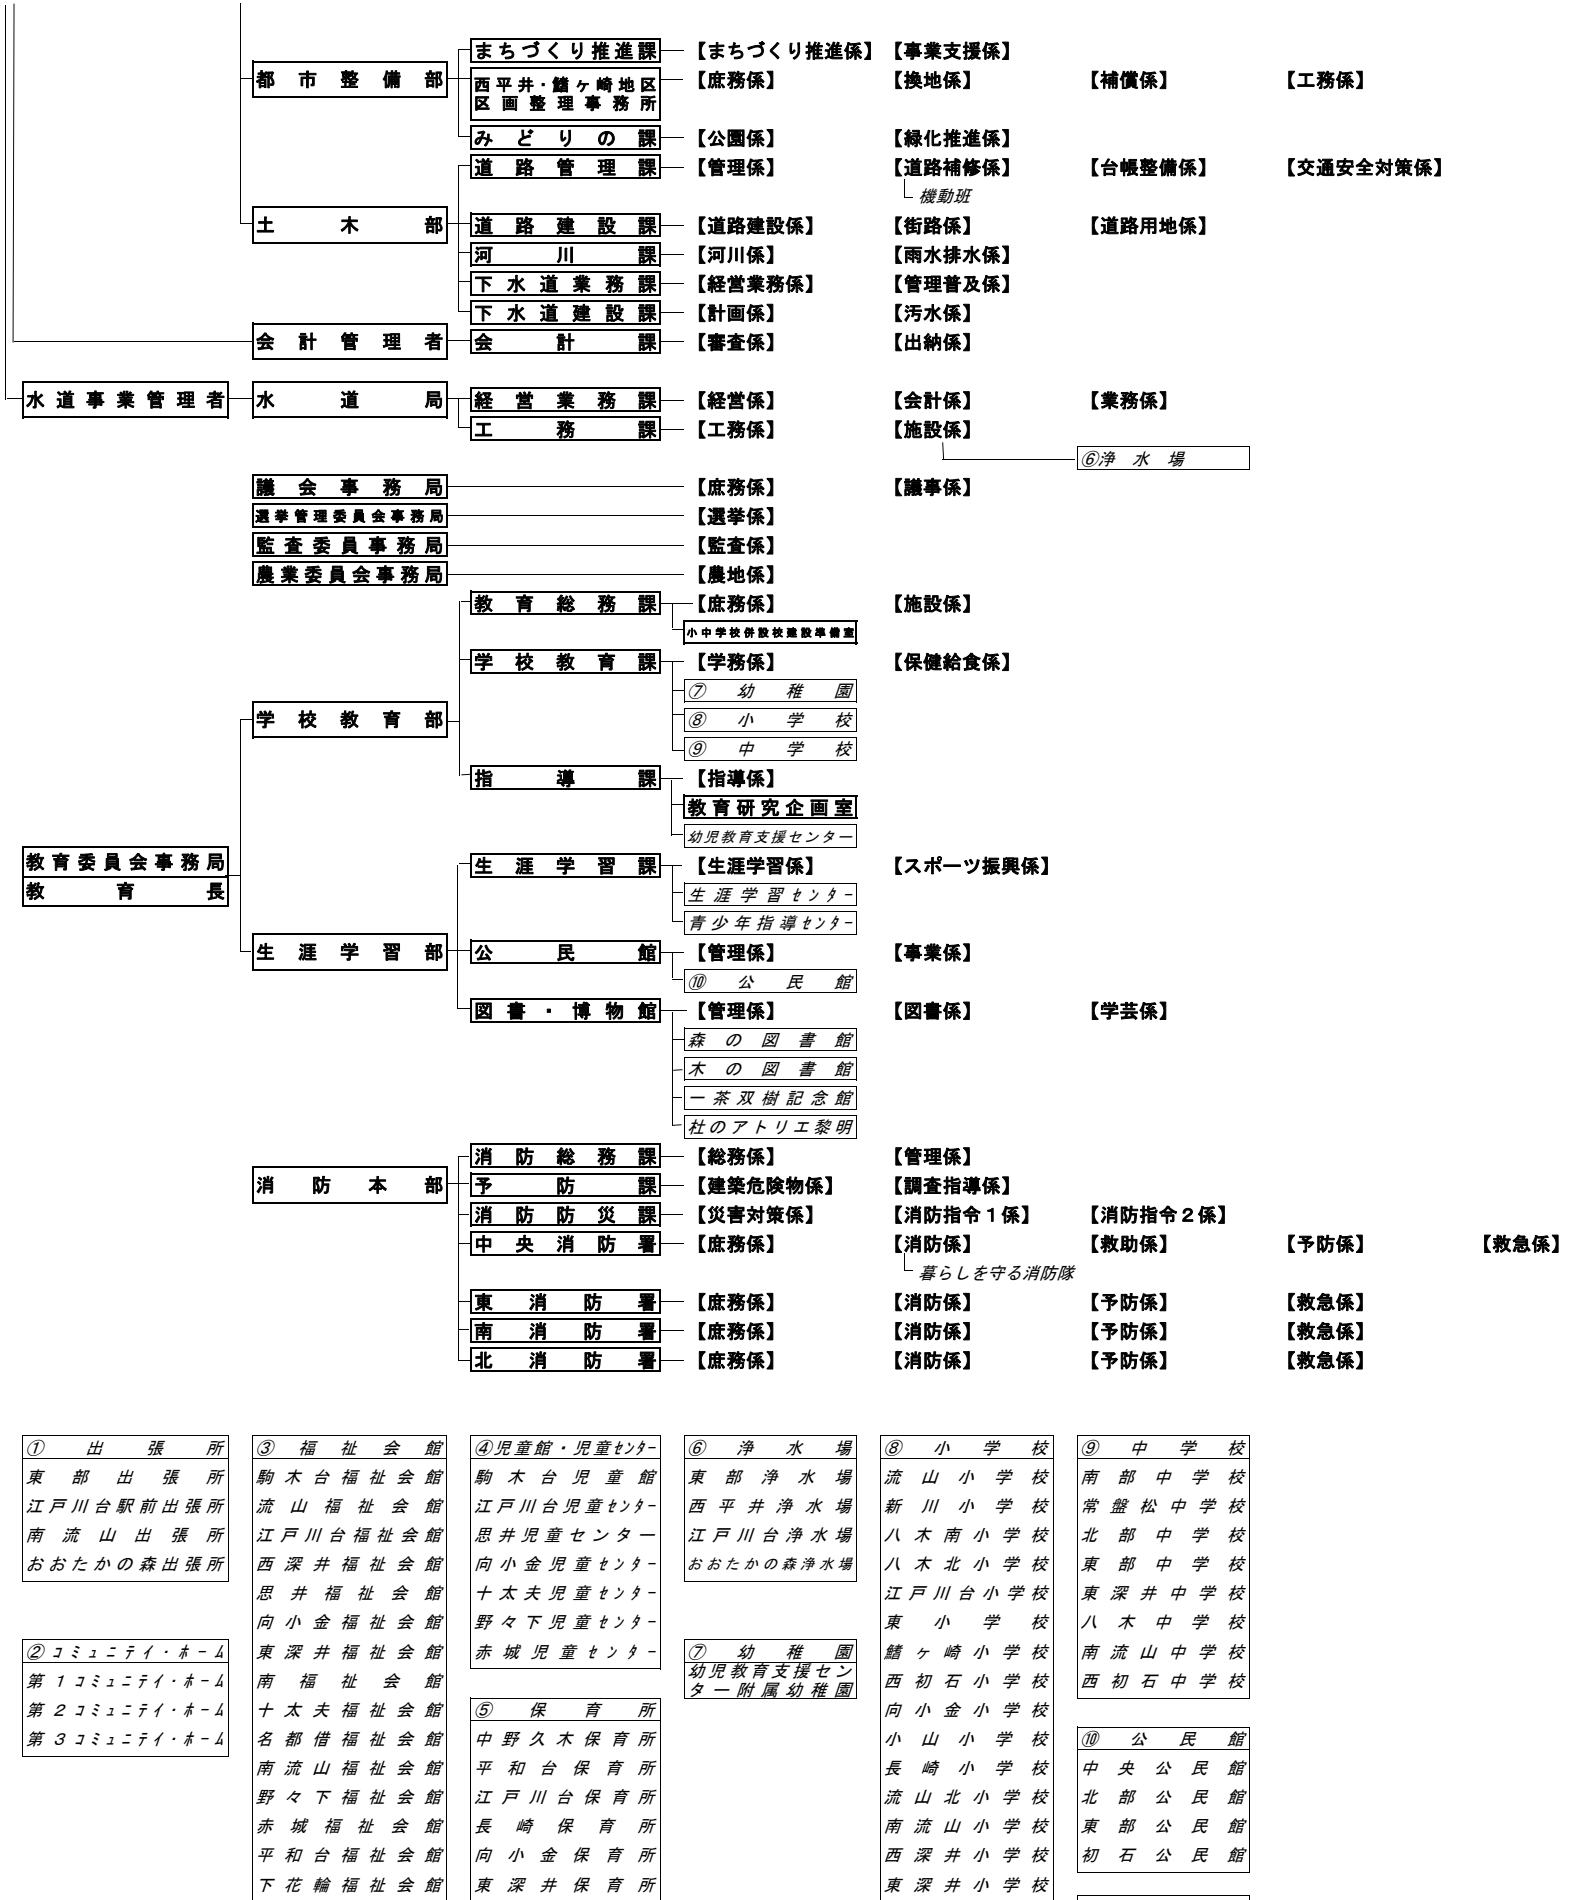 まちづくり推進課 【まちづくり推進係】 【事業支援係】
都市整備部
西平井・鰭ヶ崎地区 【庶務係】 【換地係】 【補償係】 【工務係】
区画整理事務所
みどりの課 【公園係】 【緑化推進係】
道路管理課 【管理係】 【道路補修係】 【台帳整備係】 【交通安全対策係】
機動班
土木部 道路建設課 【道路建設係】 【街路係】 【道路用地係】
河川課 【河川係】 【雨水排水係】
下水道業務課 【経営業務係】 【管理普及係】
下水道建設課 【計画係】 【汚水係】
会計管理者 会計課 【審査係】 【出納係】
水道事業管理者 水道局 経営業務課 【経営係】 【会計係】 【業務係】
工務課 【工務係】 【施設係】
⑥浄水場
議会事務局 【庶務係】 【議事係】
選挙管理委員会事務局 【選挙係】
監査委員事務局 【監査係】
農業委員会事務局 【農地係】
教育総務課 【庶務係】 【施設係】
小中学校併設校建設準備室
学校教育課 【学務係】 【保健給食係】
⑦幼稚園
学校教育部 ⑧小学校
⑨中学校
指導課 【指導係】
教育研究企画室
幼児教育支援センター
教育委員会事務局 生涯学習課 【生涯学習係】 【スポーツ振興係】
教育長 生涯学習センター
青少年指導センター
生涯学習部 公民館 【管理係】 【事業係】
⑩公民館
図書・博物館 【管理係】 【図書係】 【学芸係】
森の図書館
木の図書館
一茶双樹記念館
杜のアトリエ黎明
消防総務課 【総務係】 【管理係】
消防本部 予防課 【建築危険物係】 【調査指導係】
消防防災課 【災害対策係】 【消防指令1係】 【消防指令2係】
中央消防署 【庶務係】 【消防係】 【救助係】 【予防係】 【救急係】
暮らしを守る消防隊
東消防署 【庶務係】 【消防係】 【予防係】 【救急係】
南消防署 【庶務係】 【消防係】 【予防係】 【救急係】
北消防署 【庶務係】 【消防係】 【予防係】 【救急係】
①出張所
東部出張所
江戸川台駅前出張所
南流山出張所
おおたかの森出張所
②コミュニテイ・ホーム
第1コミュニテイ・ホーム
第2コミュニテイ・ホーム
第3コミュニテイ・ホーム
③福祉会館
駒木台福祉会館
流山福祉会館
江戸川台福祉会館
西深井福祉会館
思井福祉会館
向小金福祉会館
東深井福祉会館
南福祉会館
十太夫福祉会館
名都借福祉会館
南流山福祉会館
野々下福祉会館
赤城福祉会館
平和台福祉会館
下花輪福祉会館
④児童館・児童センター
駒木台児童館
江戸川台児童センター
思井児童センター
向小金児童センター
十太夫児童センター
野々下児童センター
赤城児童センター
⑤保育所
中野久木保育所
平和台保育所
江戸川台保育所
長崎保育所
向小金保育所
東深井保育所
⑥浄水場
東部浄水場
西平井浄水場
江戸川台浄水場
おおたかの森浄水場
⑦幼稚園
幼児教育支援セン
ター附属幼稚園
⑧小学校
流山小学校
新川小学校
八木南小学校
八木北小学校
江戸川台小学校
東小学校
鰭ヶ崎小学校
西初石小学校
向小金小学校
小山小学校
長崎小学校
流山北小学校
南流山小学校
西深井小学校
東深井小学校
⑨中学校
南部中学校
常盤松中学校
北部中学校
東部中学校
東深井中学校
八木中学校
南流山中学校
西初石中学校
⑩公民館
中央公民館
北部公民館
東部公民館
初石公民館